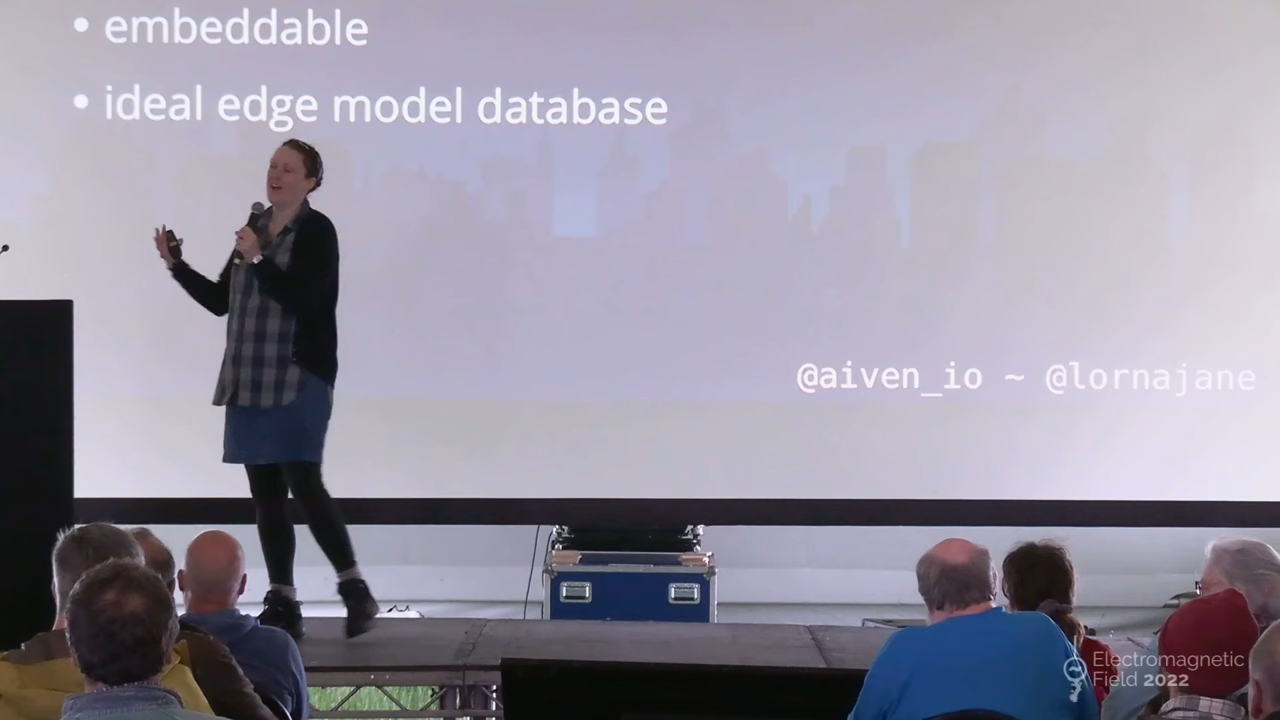 • embeddable
• ideal edge model database
@aiven_io ~ @lornajane
Electromagnetic
Field 2022